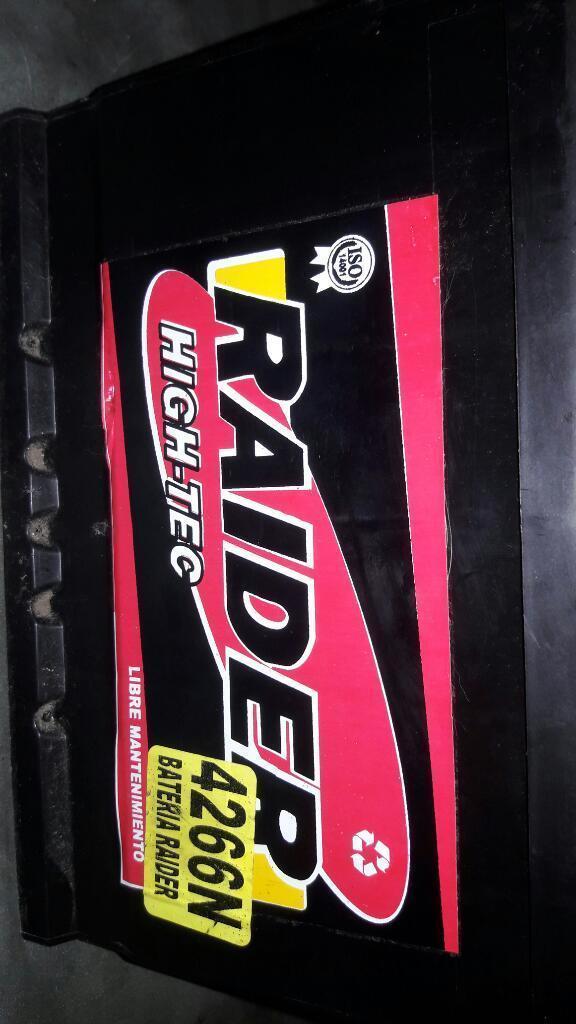 ISO
14001
RAIDER
HIGH-TEC
LIBRE MANTENIMIENTO
4266N
BATERIA RAIDER